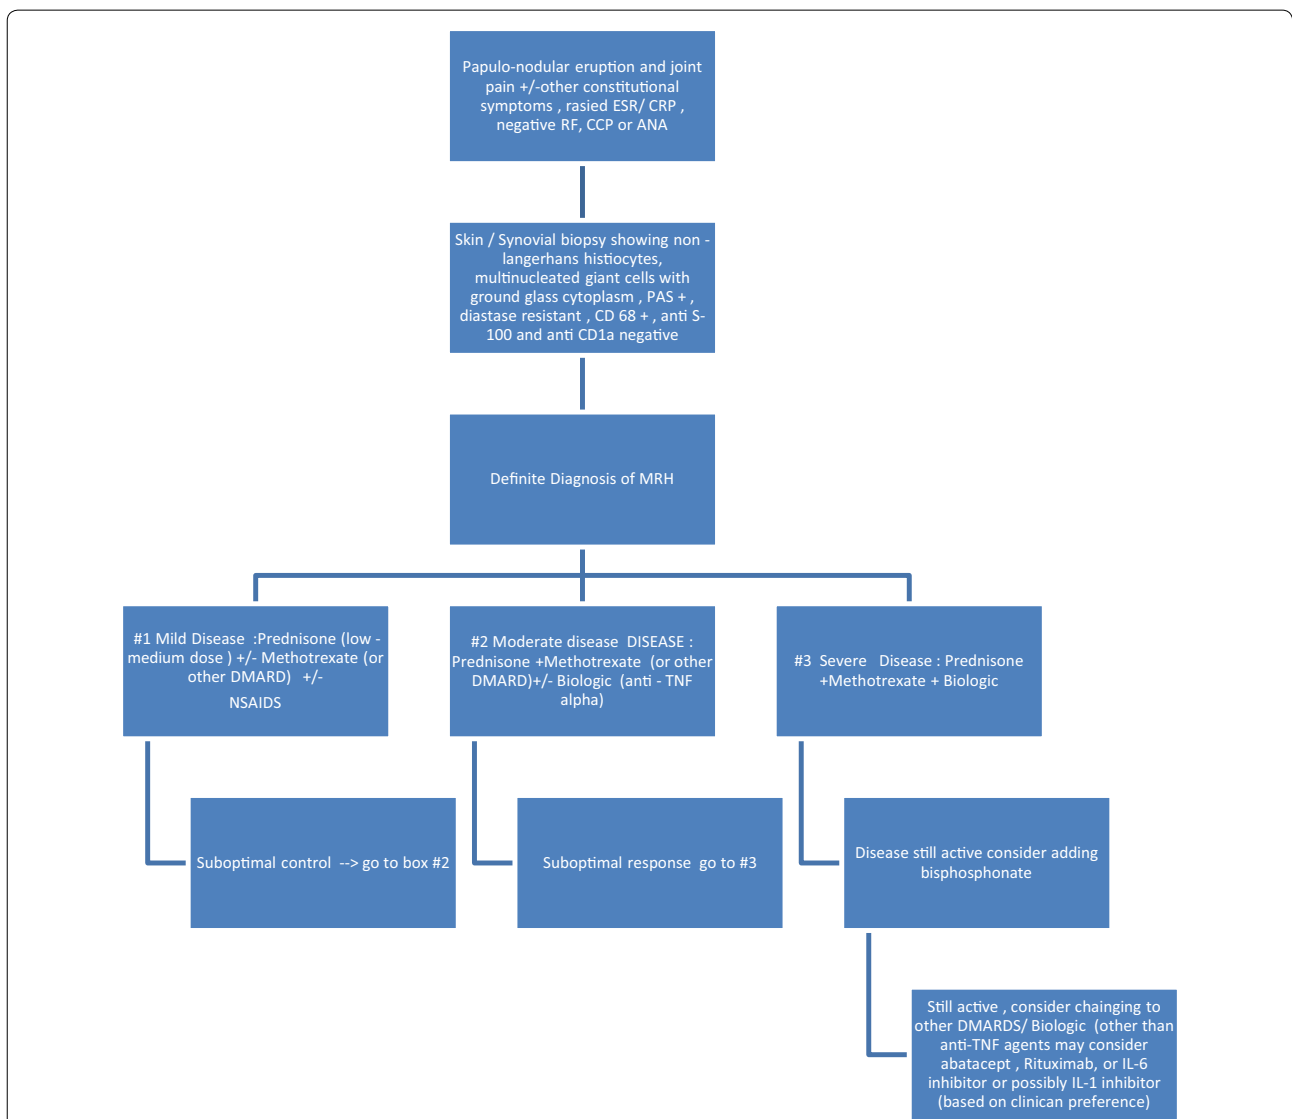 Papulo-nodular eruption and joint
pain +/-other constitutional
symptoms , rasied ESR/ CRP ,
negative RF, CCP or ANA
Skin / Synovial biopsy showing non -
langerhans histiocytes,
multinucleated giant cells with
ground glass cytoplasm , PAS + ,
diastase resistant , CD 68 + , anti S-
100 and anti CD1a negative
Definite Diagnosis of MRH
#1 Mild Disease :Prednisone (low -
medium dose ) +/- Methotrexate (or
other DMARD) +/-
NSAIDS
#2 Moderate disease DISEASE :
Prednisone +Methotrexate (or other
DMARD)+/- Biologic (anti - TNF
alpha)
#3 Severe Disease : Prednisone
+Methotrexate + Biologic
Suboptimal control --> go to box #2
Suboptimal response go to #3
Disease still active consider adding
bisphosphonate
Still active , consider chainging to
other DMARDS/ Biologic (other than
anti-TNF agents may consider
abatacept , Rituximab, or IL-6
inhibitor or possibly IL-1 inhibitor
(based on clinican preference)